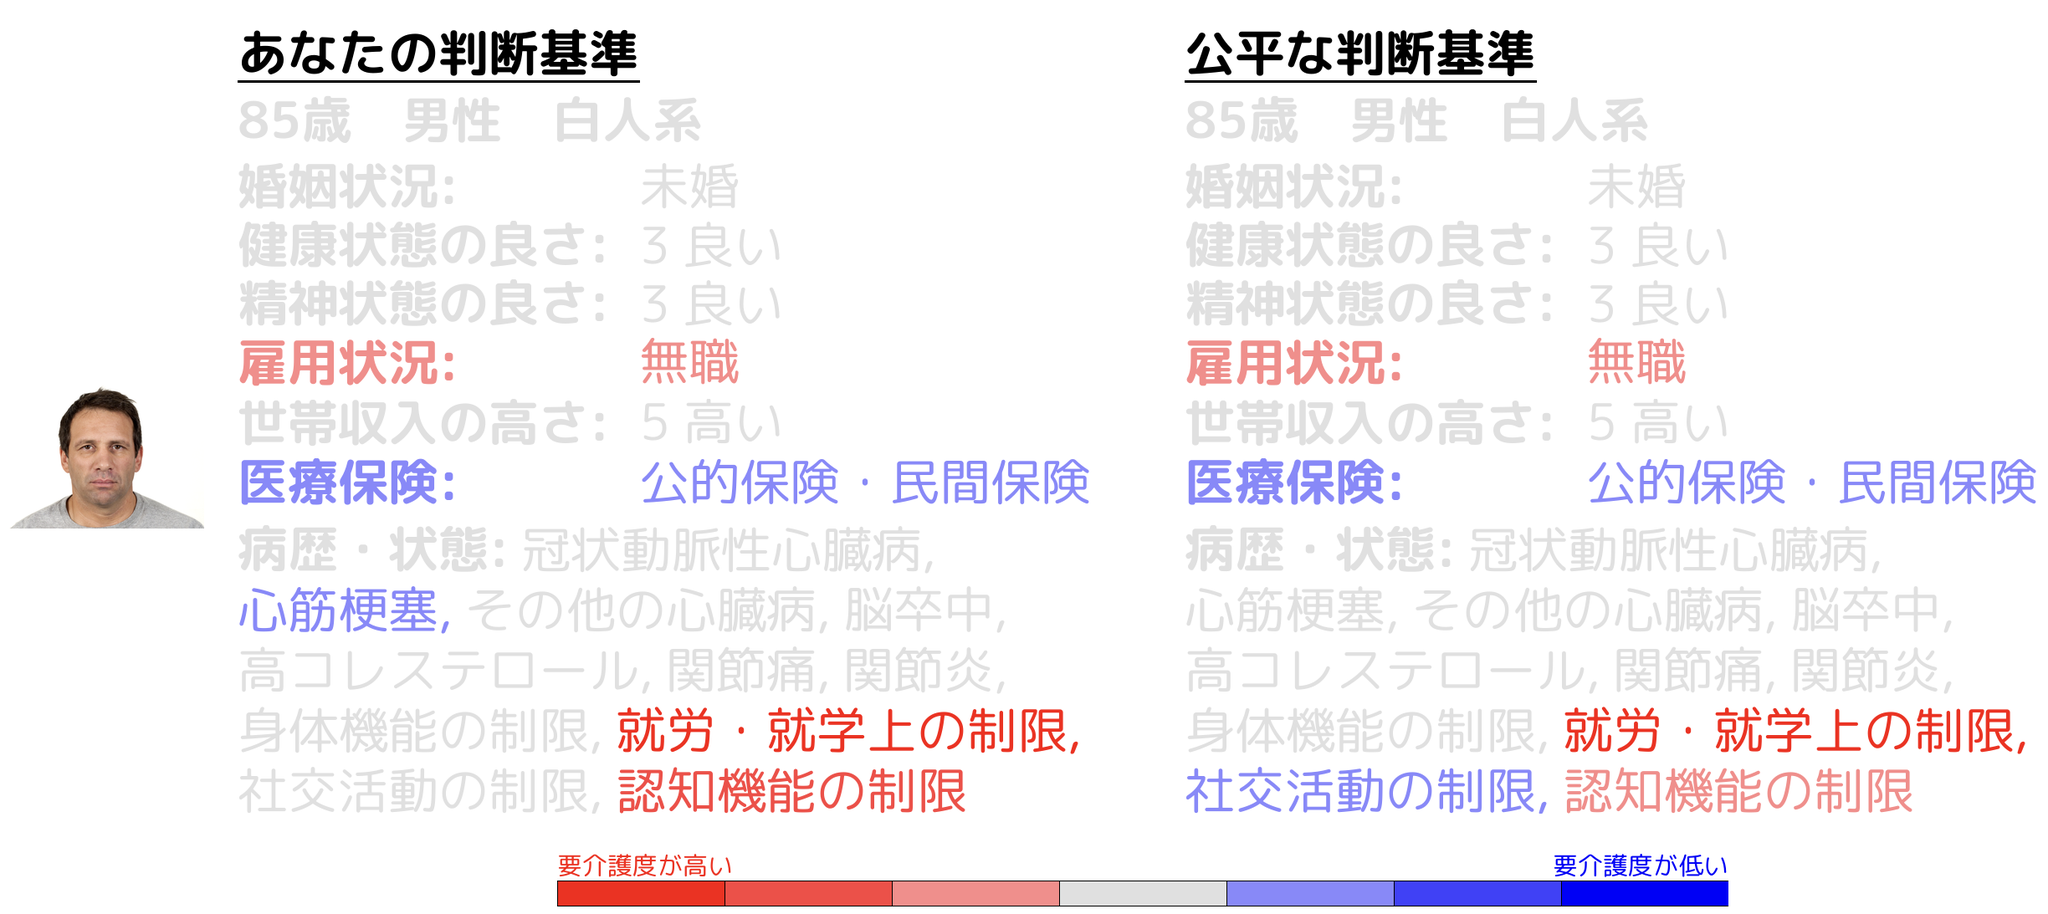 あなたの判断基準
85歳　男性　白人系
婚姻状況: 未婚
健康状態の良さ: 3 良い
精神状態の良さ: 3 良い
雇用状況: 無職
世帯収入の高さ: 5 高い
医療保険: 公的保険・民間保険
病歴・状態: 冠状動脈性心臓病,
心筋梗塞, その他の心臓病, 脳卒中,
高コレステロール, 関節痛, 関節炎,
身体機能の制限, 就労・就学上の制限,
社交活動の制限, 認知機能の制限
公平な判断基準
85歳　男性　白人系
婚姻状況: 未婚
健康状態の良さ: 3 良い
精神状態の良さ: 3 良い
雇用状況: 無職
世帯収入の高さ: 5 高い
医療保険: 公的保険・民間保険
病歴・状態: 冠状動脈性心臓病,
心筋梗塞, その他の心臓病, 脳卒中,
高コレステロール, 関節痛, 関節炎,
身体機能の制限, 就労・就学上の制限,
社交活動の制限, 認知機能の制限
要介護度が高い
要介護度が低い